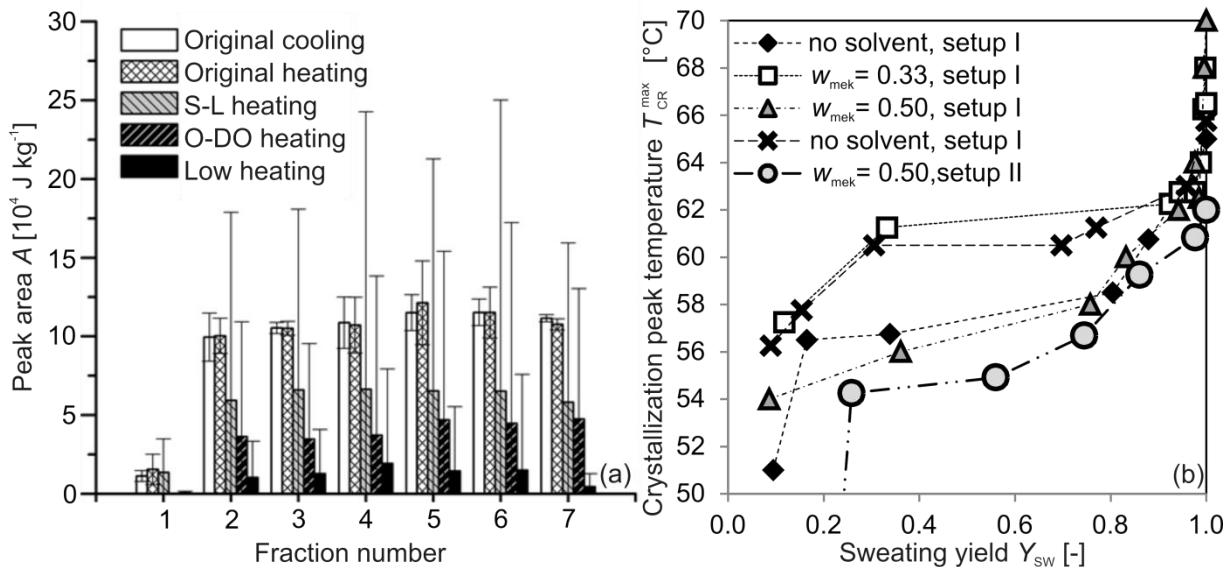 Peak area A [10⁴ J kg⁻¹]
30
25
20
15
10
5
0
Original cooling
Original heating
S-L heating
O-DO heating
Low heating
(a)
1 2 3 4 5 6 7
Fraction number
Crystallization peak temperature T_CR^max [°C]
70
68
66
64
62
60
58
56
54
52
50
no solvent, setup I
w_mek = 0.33, setup I
w_mek = 0.50, setup I
no solvent, setup I
w_mek = 0.50,setup II
(b)
0.0 0.2 0.4 0.6 0.8 1.0
Sweating yield Y_SW [-]